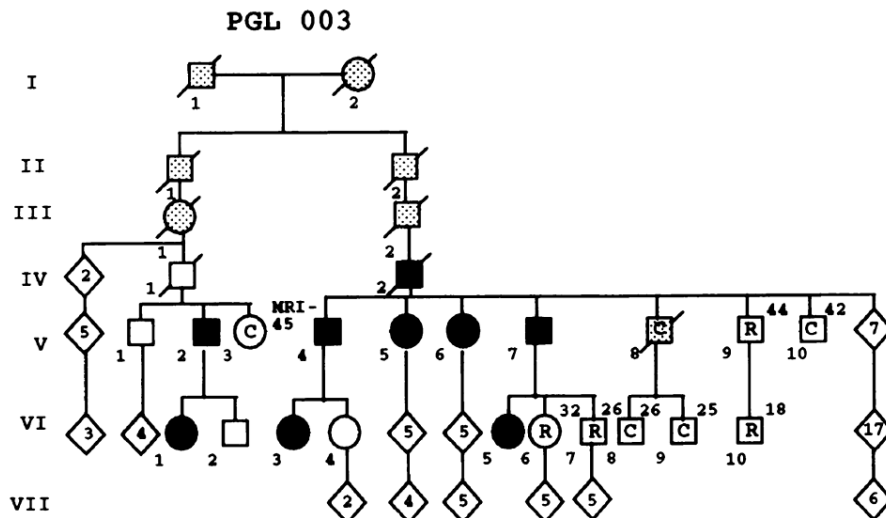 PGL 003
I
1 2
II
1 2
III
1 2
IV 2 1 2
MRI-
45 44 42
V 5 C C R C 7
1 2 3 4 5 6 7 8 9 10
32 26 26 25 18
VI 3 4 5 5 R R C C R 17
1 2 3 4 5 6 7 8 9 10
VII 2 4 5 5 5 6